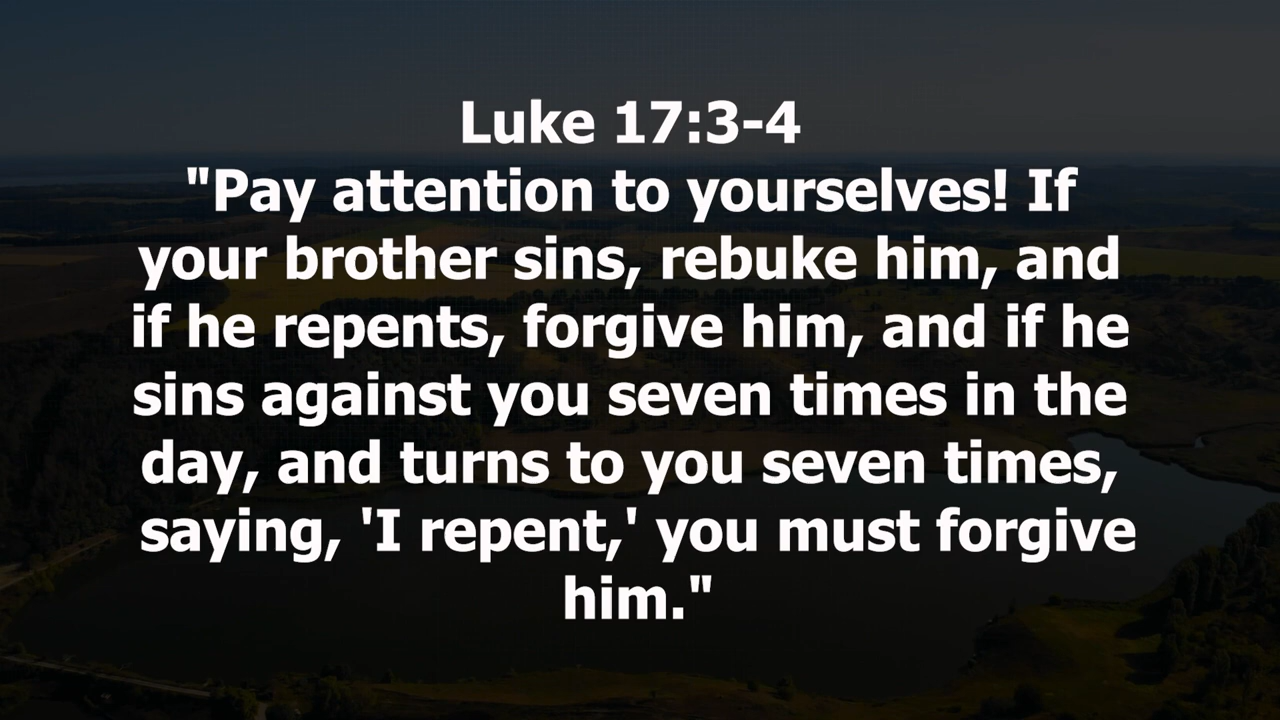 Luke 17:3-4
"Pay attention to yourselves! If
your brother sins, rebuke him, and
if he repents, forgive him, and if he
sins against you seven times in the
day, and turns to you seven times,
saying, 'I repent,' you must forgive
him."